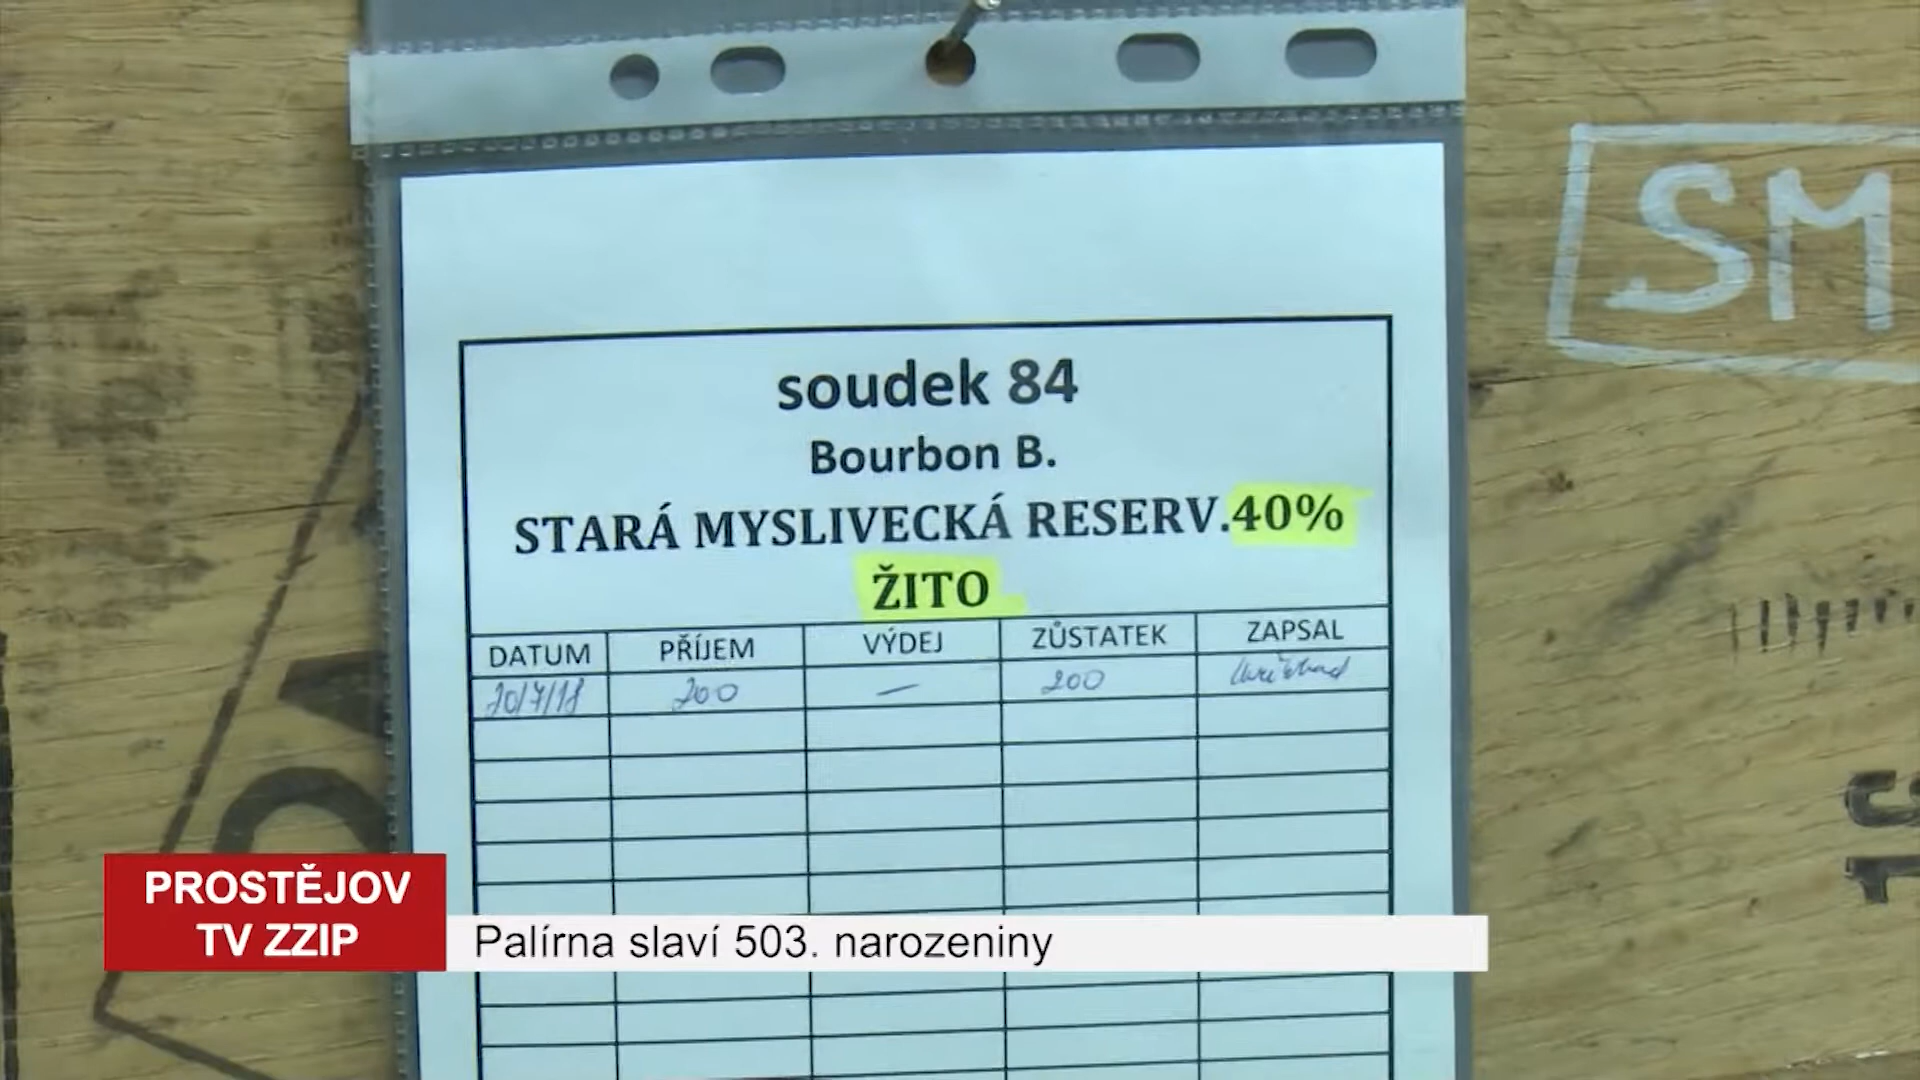 SM
soudek 84
Bourbon B.
STARÁ MYSLIVECKÁ RESERV.40%
ŽITO
DATUM PŘÍJEM VÝDEJ ZŮSTATEK ZAPSAL
20/7/18 200 — 200
PROSTĚJOV
TV ZZIP
Palírna slaví 503. narozeniny